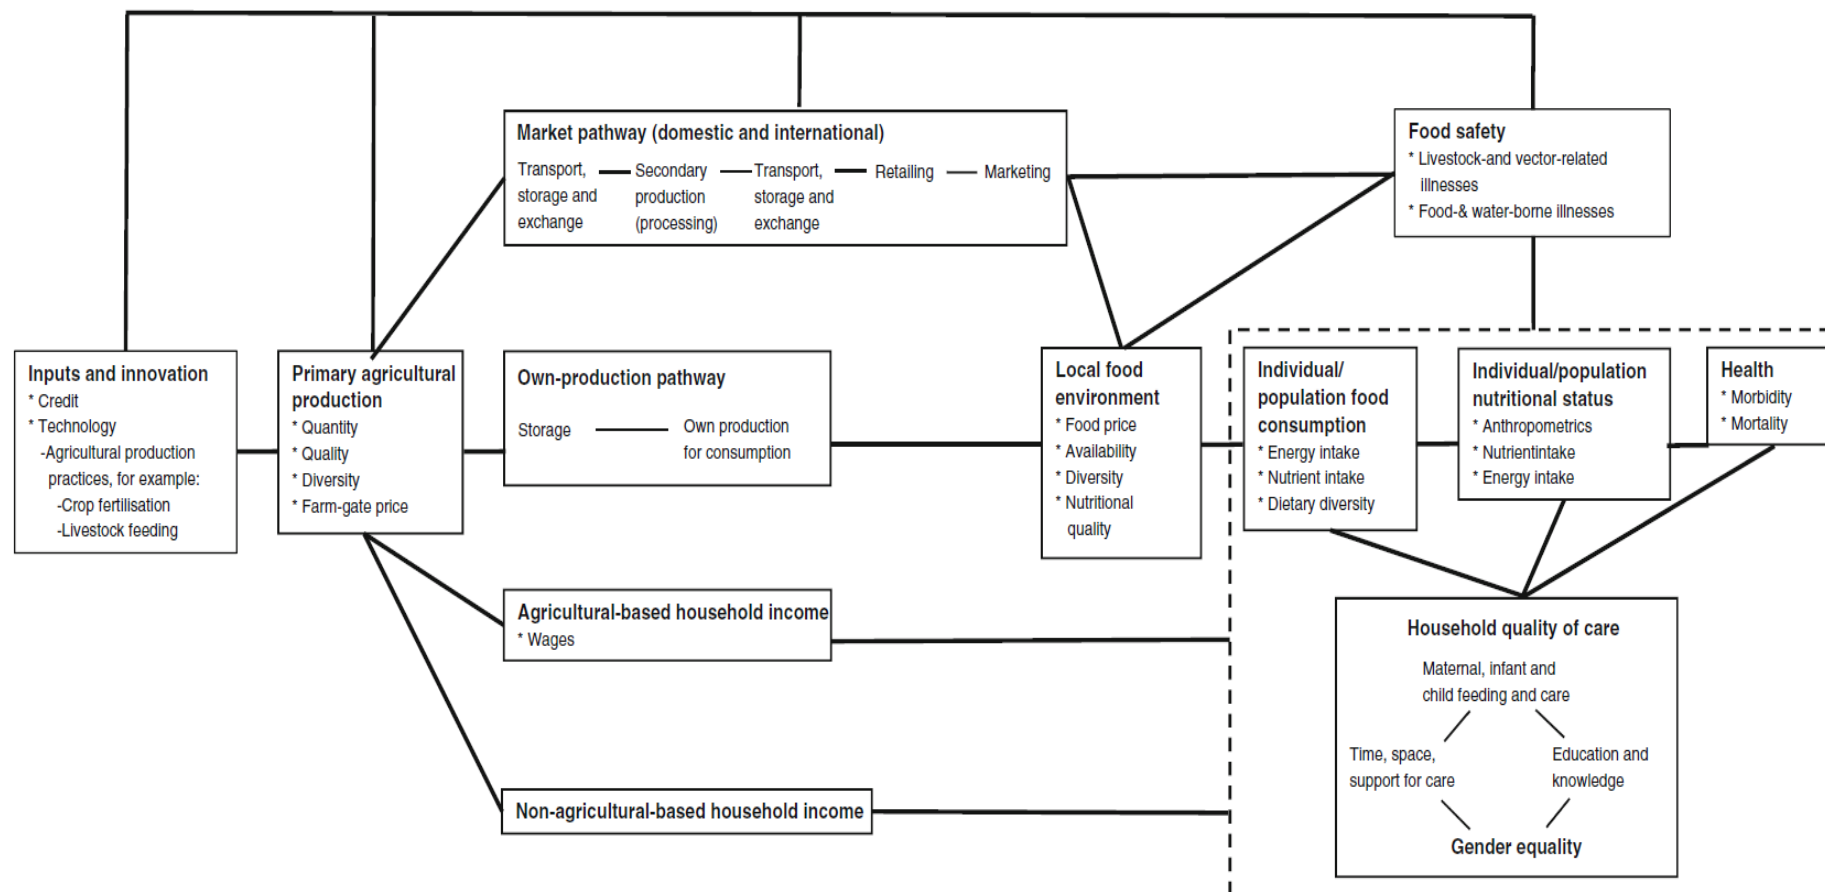 Market pathway (domestic and international)
Transport,
storage and
exchange
Secondary
production
(processing)
Transport,
storage and
exchange
Retailing
Marketing
Food safety
* Livestock-and vector-related
illnesses
* Food-& water-borne illnesses
Inputs and innovation
* Credit
* Technology
-Agricultural production
practices, for example:
-Crop fertilisation
-Livestock feeding
Primary agricultural
production
* Quantity
* Quality
* Diversity
* Farm-gate price
Own-production pathway
Storage
Own production
for consumption
Local food
environment
* Food price
* Availability
* Diversity
* Nutritional
quality
Individual/
population food
consumption
* Energy intake
* Nutrient intake
* Dietary diversity
Individual/population
nutritional status
* Anthropometrics
* Nutrientintake
* Energy intake
Health
* Morbidity
* Mortality
Agricultural-based household income
* Wages
Non-agricultural-based household income
Household quality of care
Maternal, infant and
child feeding and care
Time, space,
support for care
Education and
knowledge
Gender equality